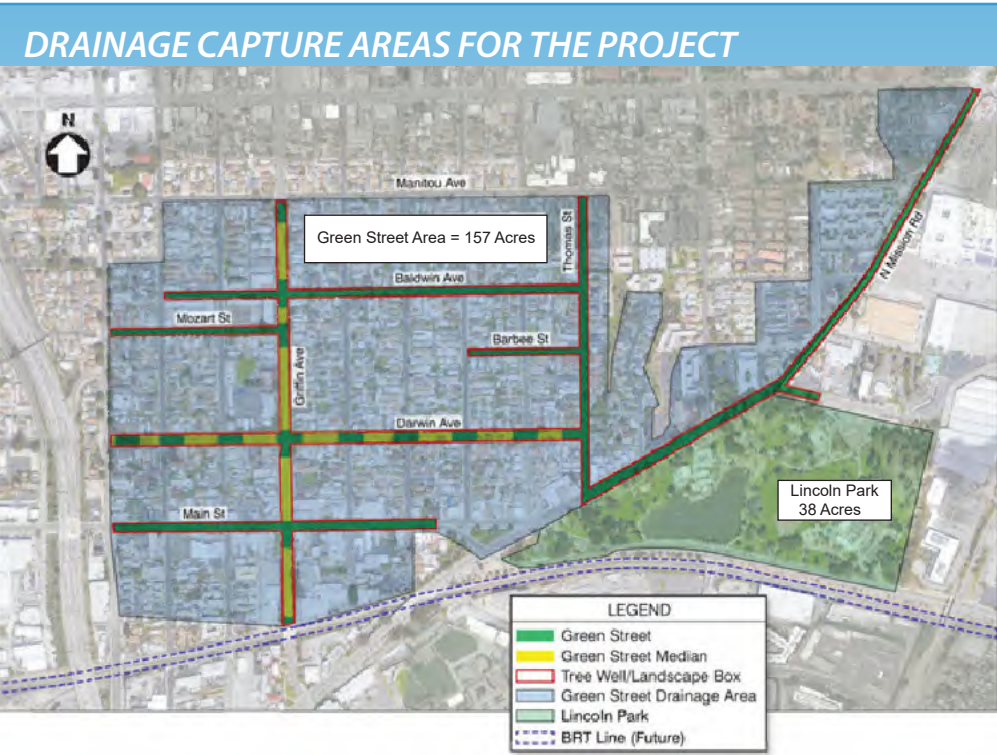 DRAINAGE CAPTURE AREAS FOR THE PROJECT
N
Manitou Ave
Green Street Area = 157 Acres
Thomas St
N Mission Rd
Baldwin Ave
Mozart St
Barbee St
Griffin Ave
Darwin Ave
Lincoln Park
38 Acres
Main St
LEGEND
Green Street
Green Street Median
Tree Well/Landscape Box
Green Street Drainage Area
Lincoln Park
BRT Line (Future)